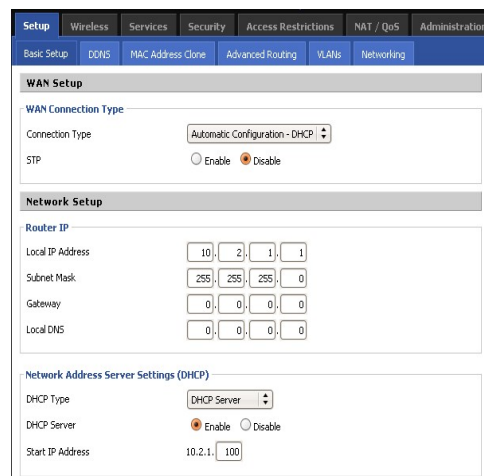 Setup Wireless Services Security Access Restrictions NAT / QoS Administration
Basic Setup DDNS MAC Address Clone Advanced Routing VLANs Networking
WAN Setup
WAN Connection Type
Connection Type Automatic Configuration - DHCP
STP Enable Disable
Network Setup
Router IP
Local IP Address 10. 2. 1. 1
Subnet Mask 255. 255. 255. 0
Gateway 0. 0. 0. 0
Local DNS 0. 0. 0. 0
Network Address Server Settings (DHCP)
DHCP Type DHCP Server
DHCP Server Enable Disable
Start IP Address 10.2.1. 100